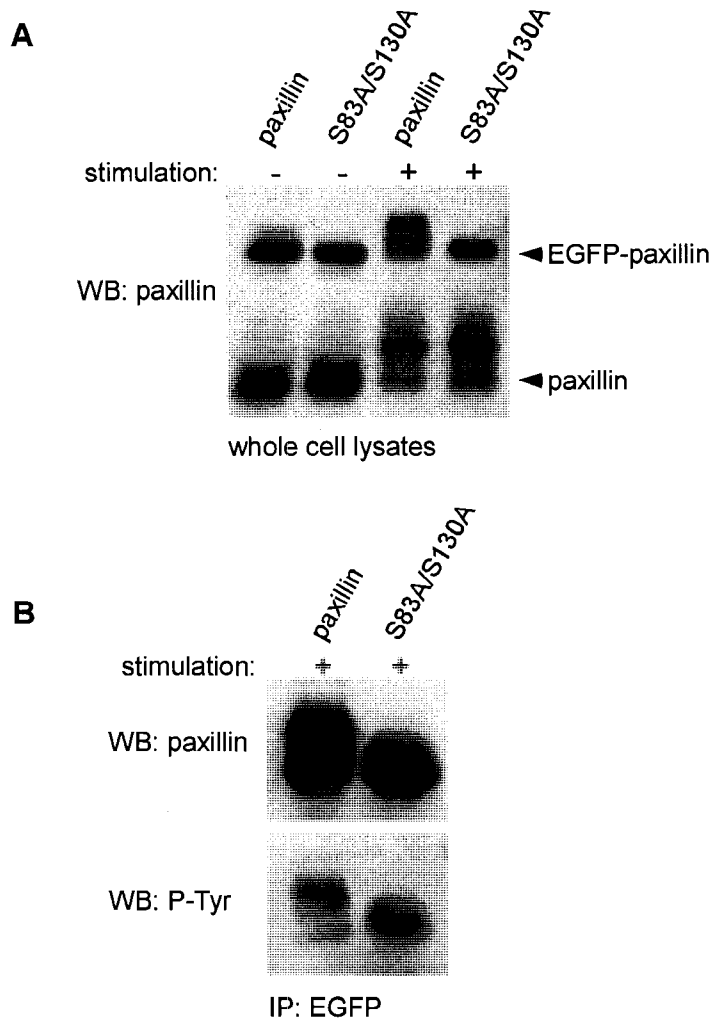 A
paxillin S83A/S130A paxillin S83A/S130A
stimulation: - - + +
EGFP-paxillin
WB: paxillin
paxillin
whole cell lysates
B
paxillin S83A/S130A
stimulation: + +
WB: paxillin
WB: P-Tyr
IP: EGFP